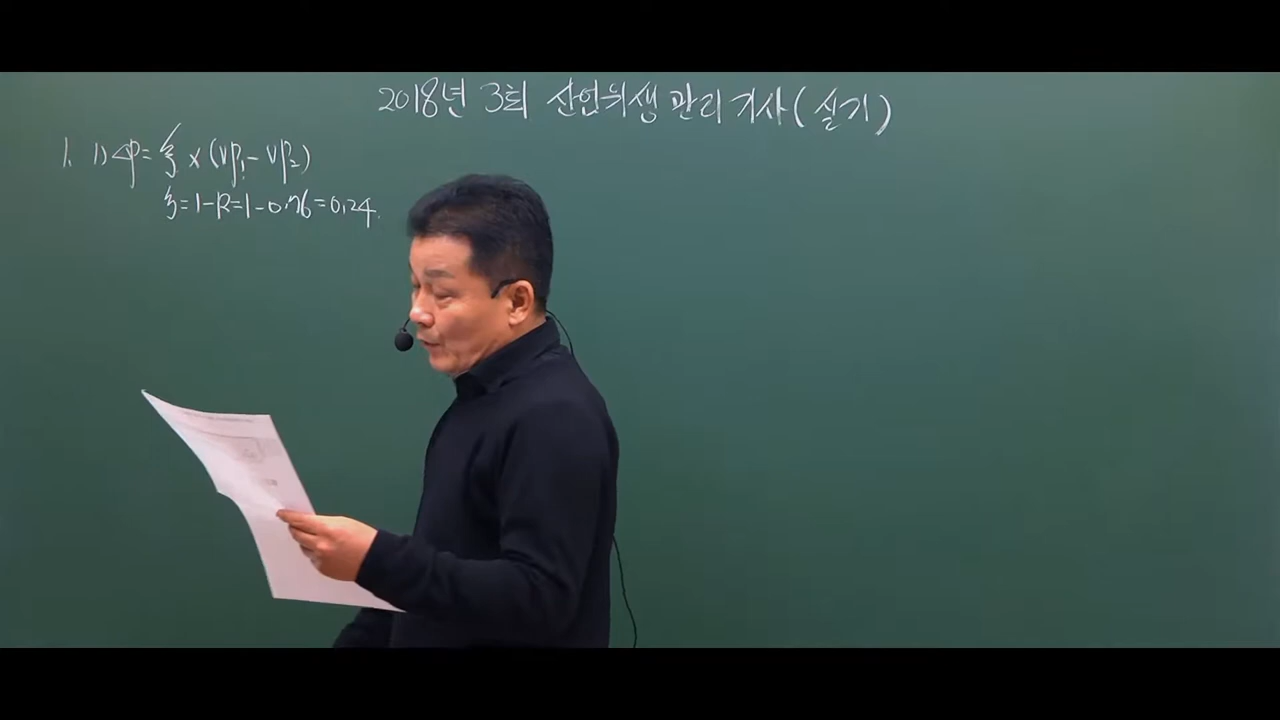 2018년 3회 산업위생관리기사(실기)
1. 1) ΔP = ξ × (VP₁ - VP₂)
ξ = 1 - R = 1 - 0.76 = 0.24